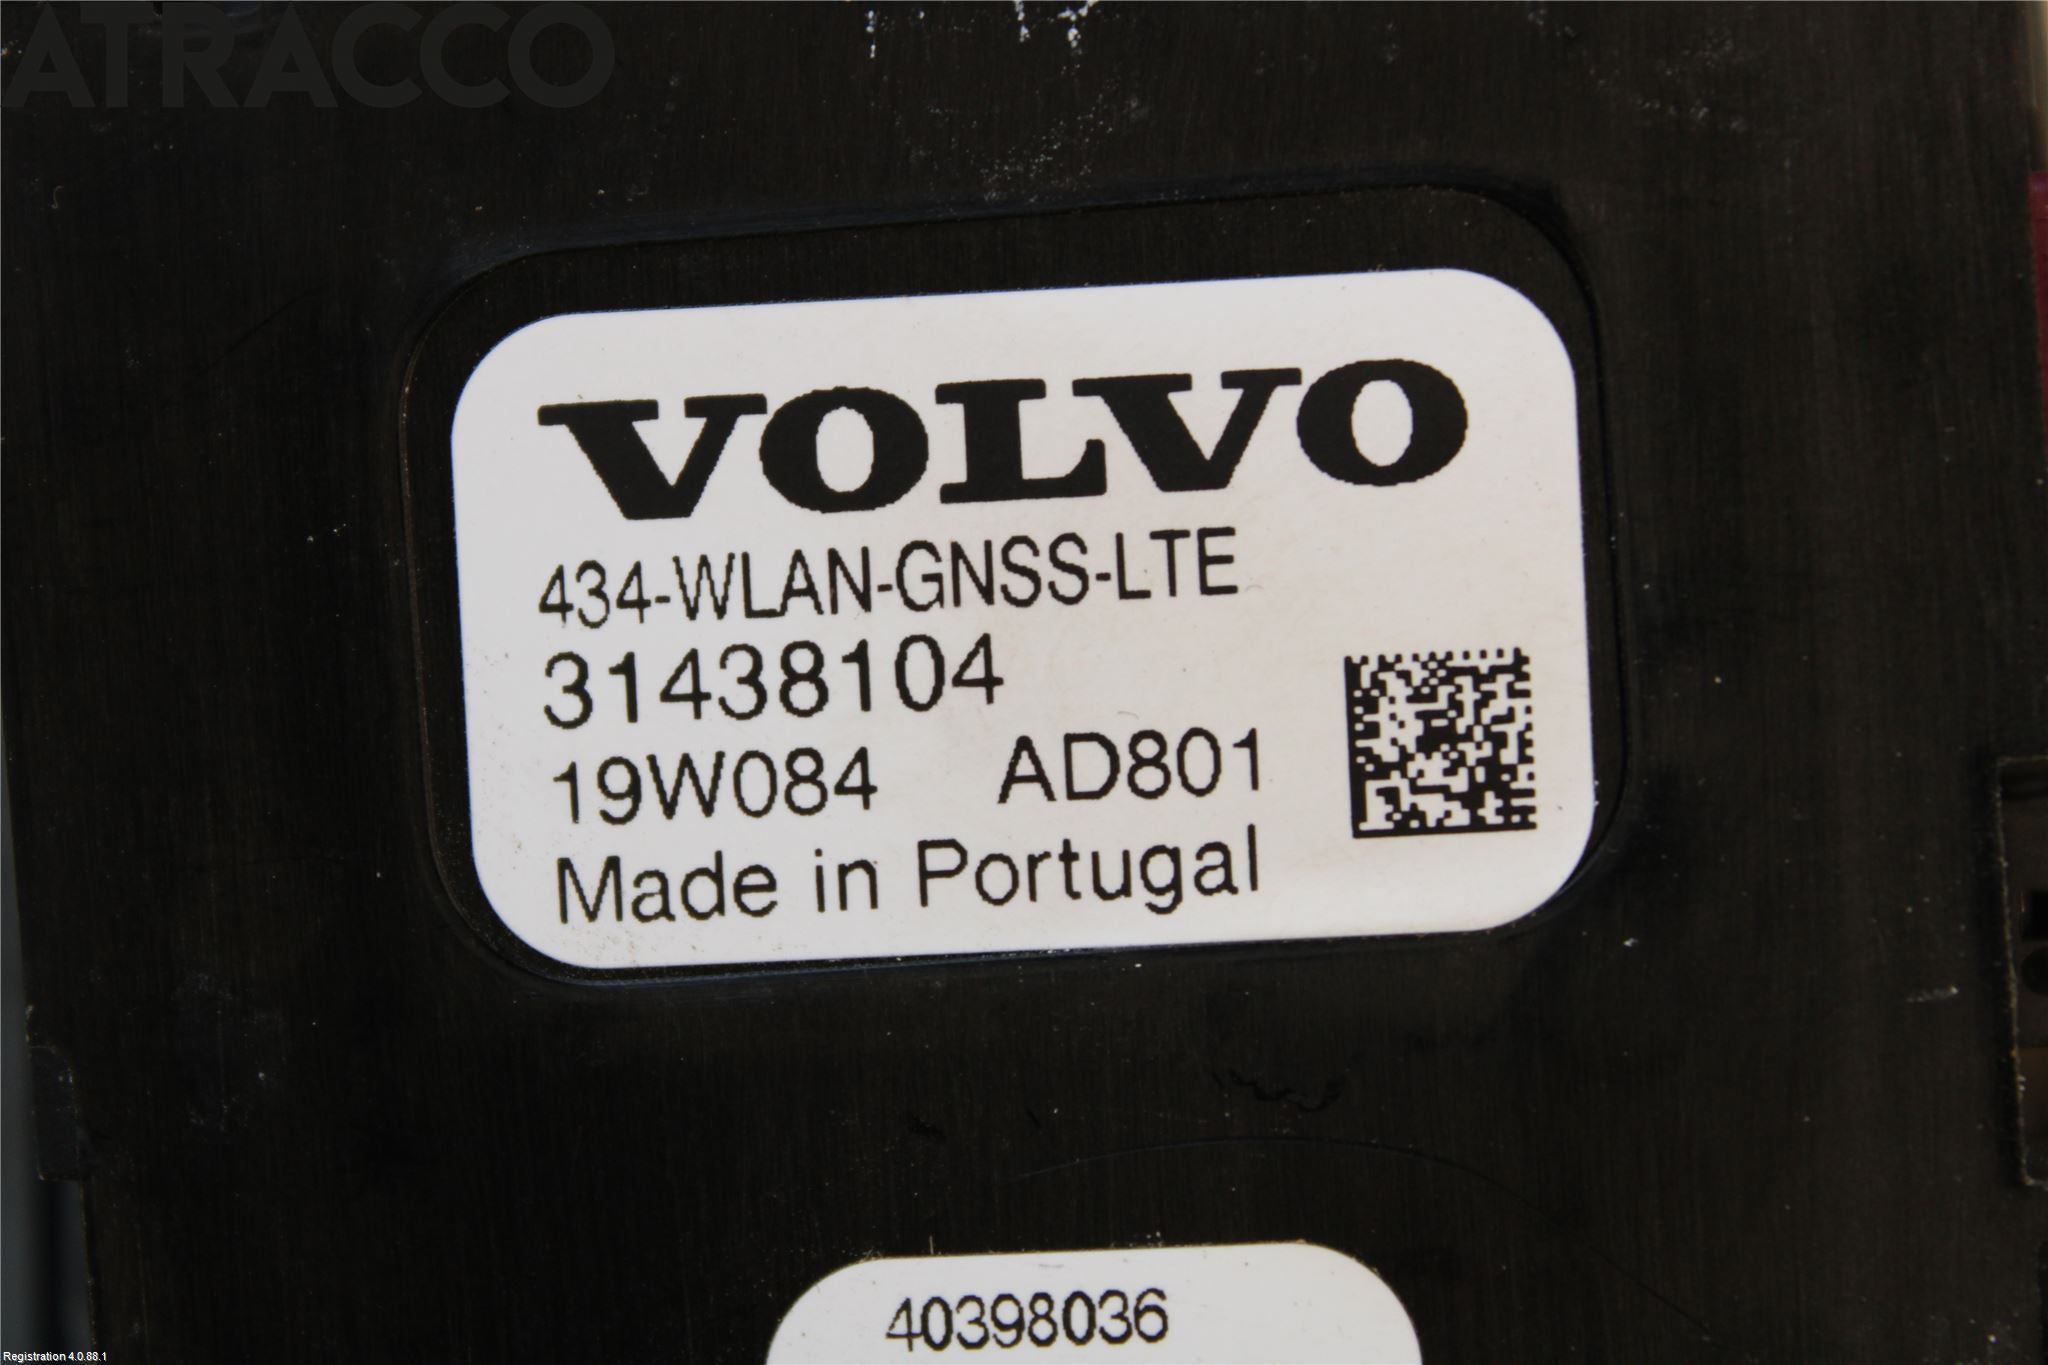 ATRACCO
VOLVO
434-WLAN-GNSS-LTE
31438104
19W084 AD801
Made in Portugal
40398036
Registration 4.0.88.1